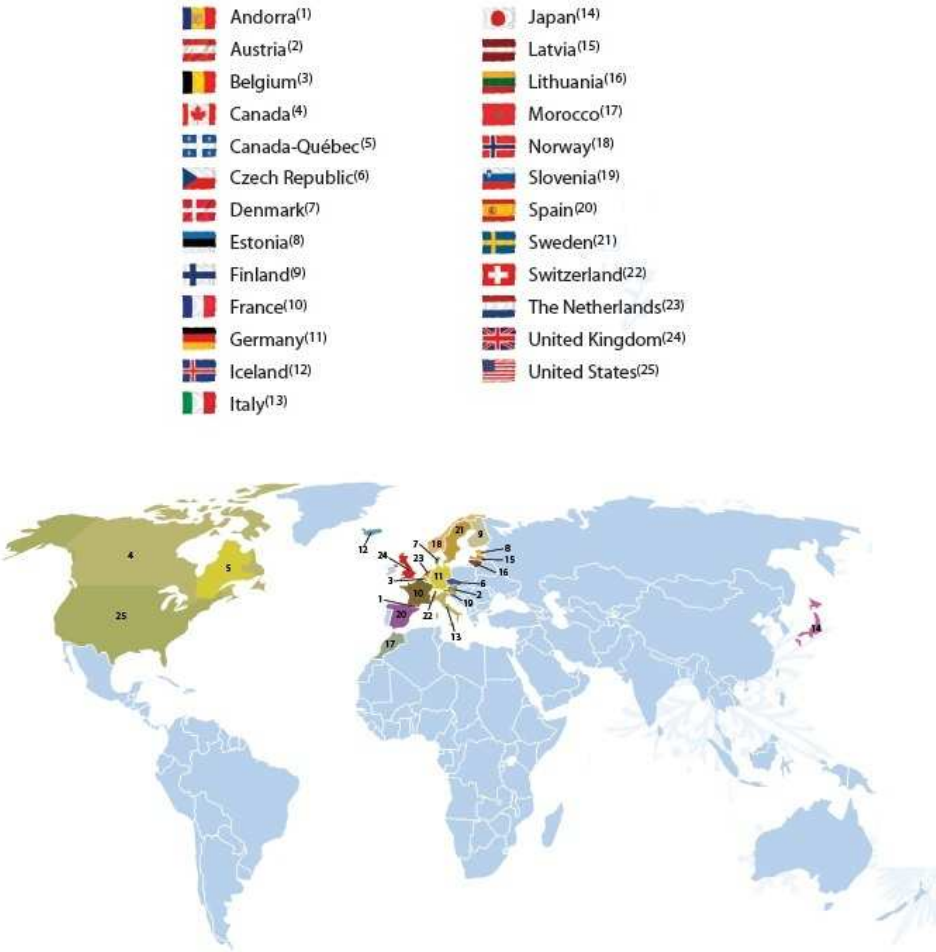 Andorra(1)
Austria(2)
Belgium(3)
Canada(4)
Canada-Québec(5)
Czech Republic(6)
Denmark(7)
Estonia(8)
Finland(9)
France(10)
Germany(11)
Iceland(12)
Italy(13)
Japan(14)
Latvia(15)
Lithuania(16)
Morocco(17)
Norway(18)
Slovenia(19)
Spain(20)
Sweden(21)
Switzerland(22)
The Netherlands(23)
United Kingdom(24)
United States(25)
21
9
18
7
12
8
4
24
23
15
5
16
11
3
6
10
2
1
19
25
20
22
14
13
17